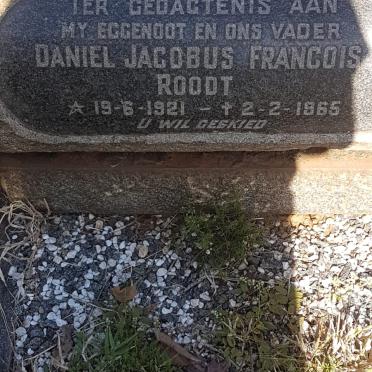 TER GEDAGTENIS AAN
MY EGGENOOT EN ONS VADER
DANIEL JACOBUS FRANCOIS
ROODT
☆ 19-6-1921 - ✝ 2-2-1965
U WIL GESKIED